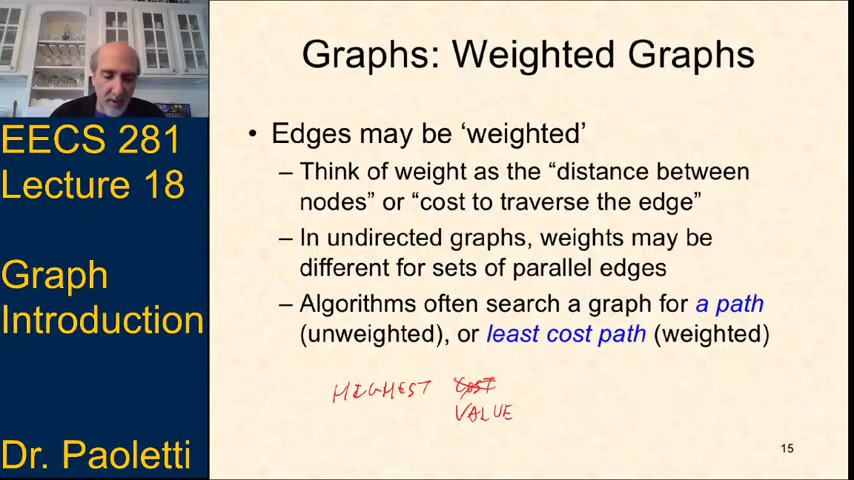 EECS 281
Lecture 18
Graph
Introduction
Dr. Paoletti
Graphs: Weighted Graphs
• Edges may be ‘weighted’
– Think of weight as the “distance between
nodes” or “cost to traverse the edge”
– In undirected graphs, weights may be
different for sets of parallel edges
– Algorithms often search a graph for a path
(unweighted), or least cost path (weighted)
HIGHEST COST
VALUE
15